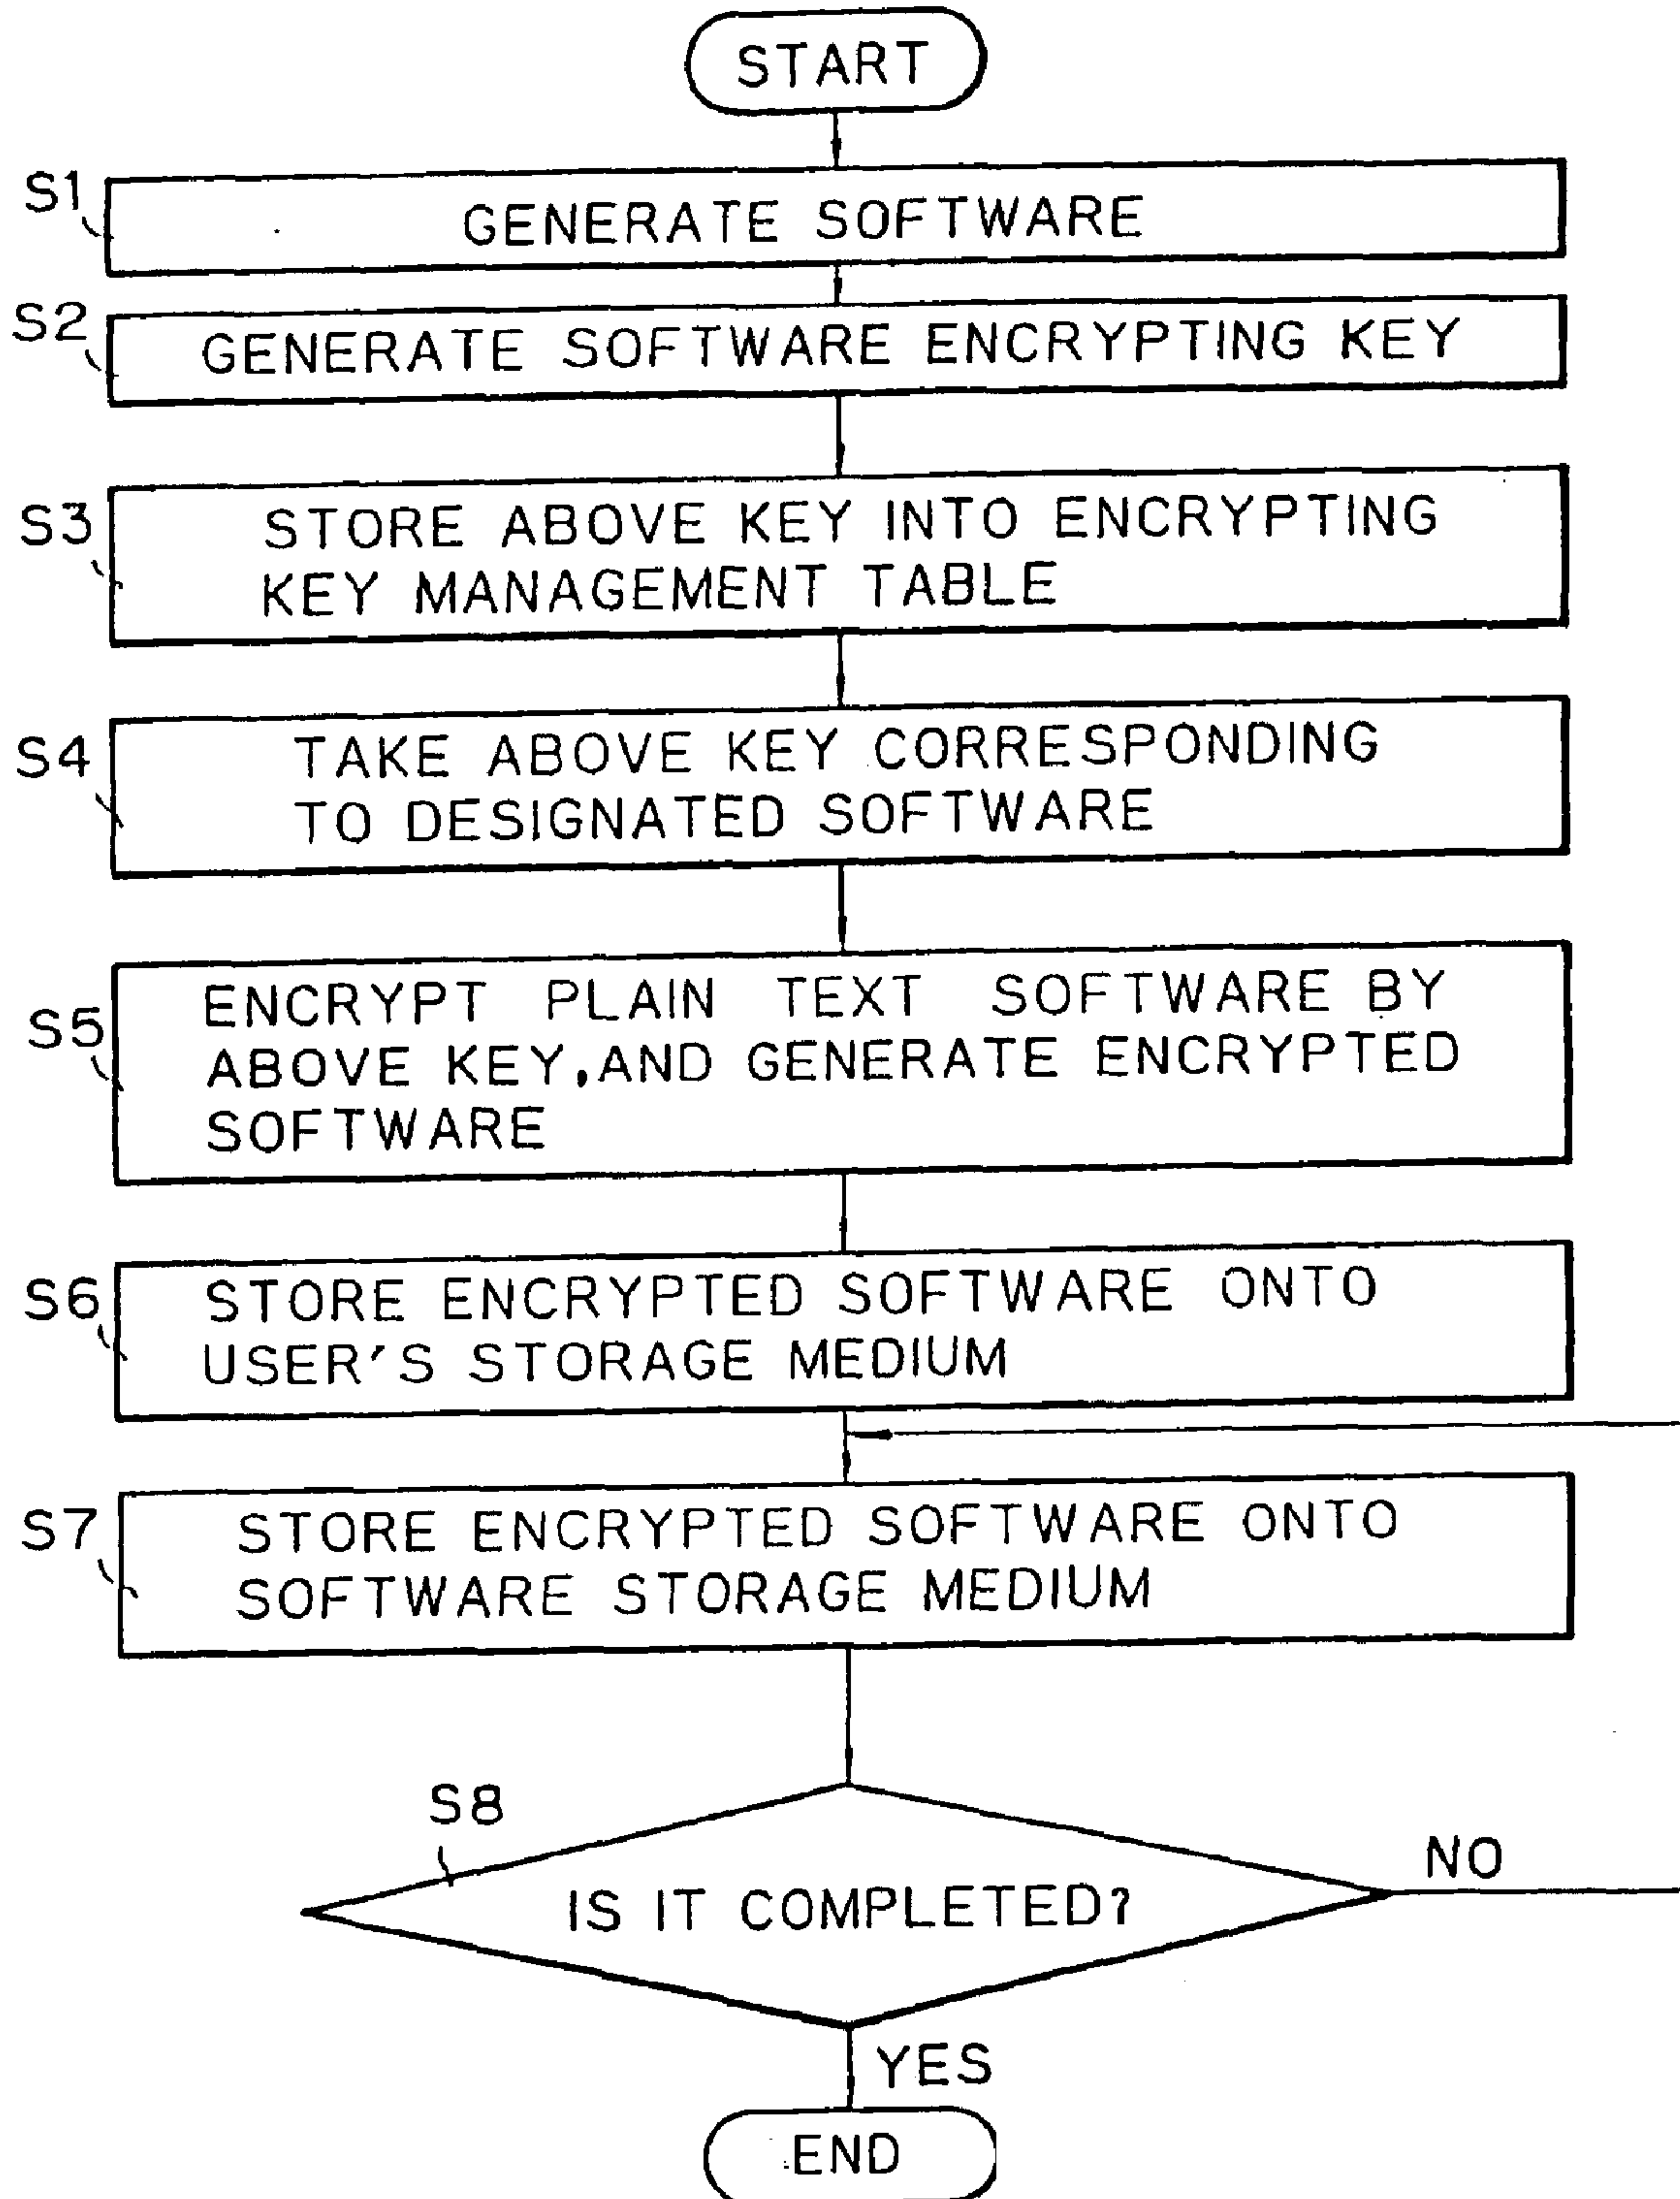 START
S1
GENERATE SOFTWARE
S2
GENERATE SOFTWARE ENCRYPTING KEY
S3
STORE ABOVE KEY INTO ENCRYPTING
KEY MANAGEMENT TABLE
S4
TAKE ABOVE KEY CORRESPONDING
TO DESIGNATED SOFTWARE
S5
ENCRYPT PLAIN TEXT SOFTWARE BY
ABOVE KEY, AND GENERATE ENCRYPTED
SOFTWARE
S6
STORE ENCRYPTED SOFTWARE ONTO
USER'S STORAGE MEDIUM
S7
STORE ENCRYPTED SOFTWARE ONTO
SOFTWARE STORAGE MEDIUM
S8
IS IT COMPLETED?
NO
YES
END